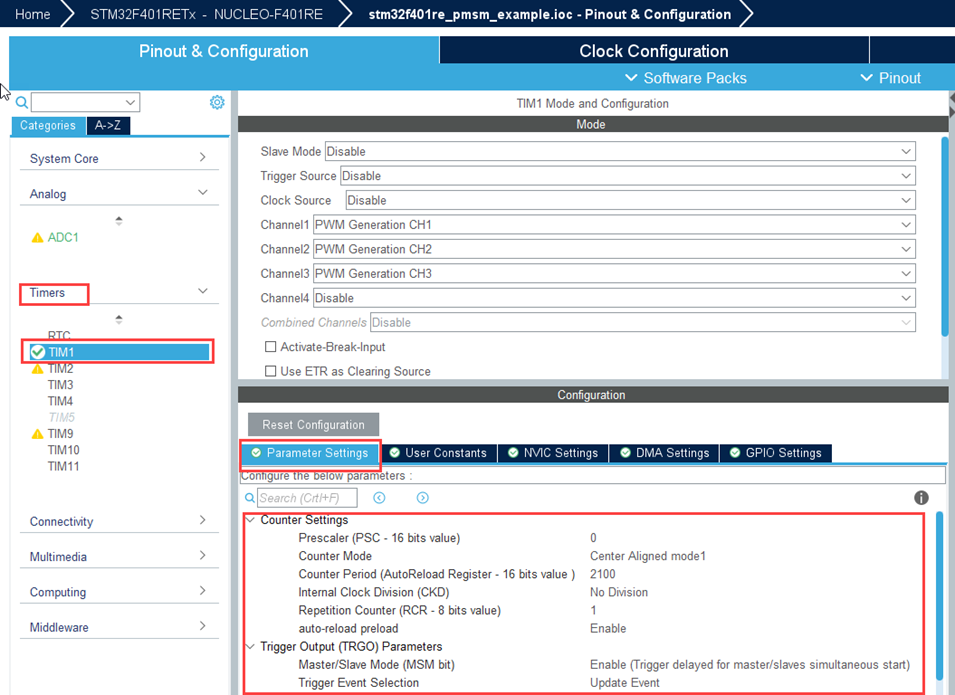 Home STM32F401RETx - NUCLEO-F401RE stm32f401re_pmsm_example.ioc - Pinout & Configuration
Pinout & Configuration Clock Configuration
Software Packs Pinout
Categories A->Z
System Core
Analog
ADC1
Timers
RTC
TIM1
TIM2
TIM3
TIM4
TIM5
TIM9
TIM10
TIM11
Connectivity
Multimedia
Computing
Middleware
TIM1 Mode and Configuration
Mode
Slave Mode Disable
Trigger Source Disable
Clock Source Disable
Channel1 PWM Generation CH1
Channel2 PWM Generation CH2
Channel3 PWM Generation CH3
Channel4 Disable
Combined Channels Disable
Activate-Break-Input
Use ETR as Clearing Source
Configuration
Reset Configuration
Parameter Settings User Constants NVIC Settings DMA Settings GPIO Settings
Configure the below parameters :
Search (Crtl+F)
Counter Settings
Prescaler (PSC - 16 bits value) 0
Counter Mode Center Aligned mode1
Counter Period (AutoReload Register - 16 bits value ) 2100
Internal Clock Division (CKD) No Division
Repetition Counter (RCR - 8 bits value) 1
auto-reload preload Enable
Trigger Output (TRGO) Parameters
Master/Slave Mode (MSM bit) Enable (Trigger delayed for master/slaves simultaneous start)
Trigger Event Selection Update Event